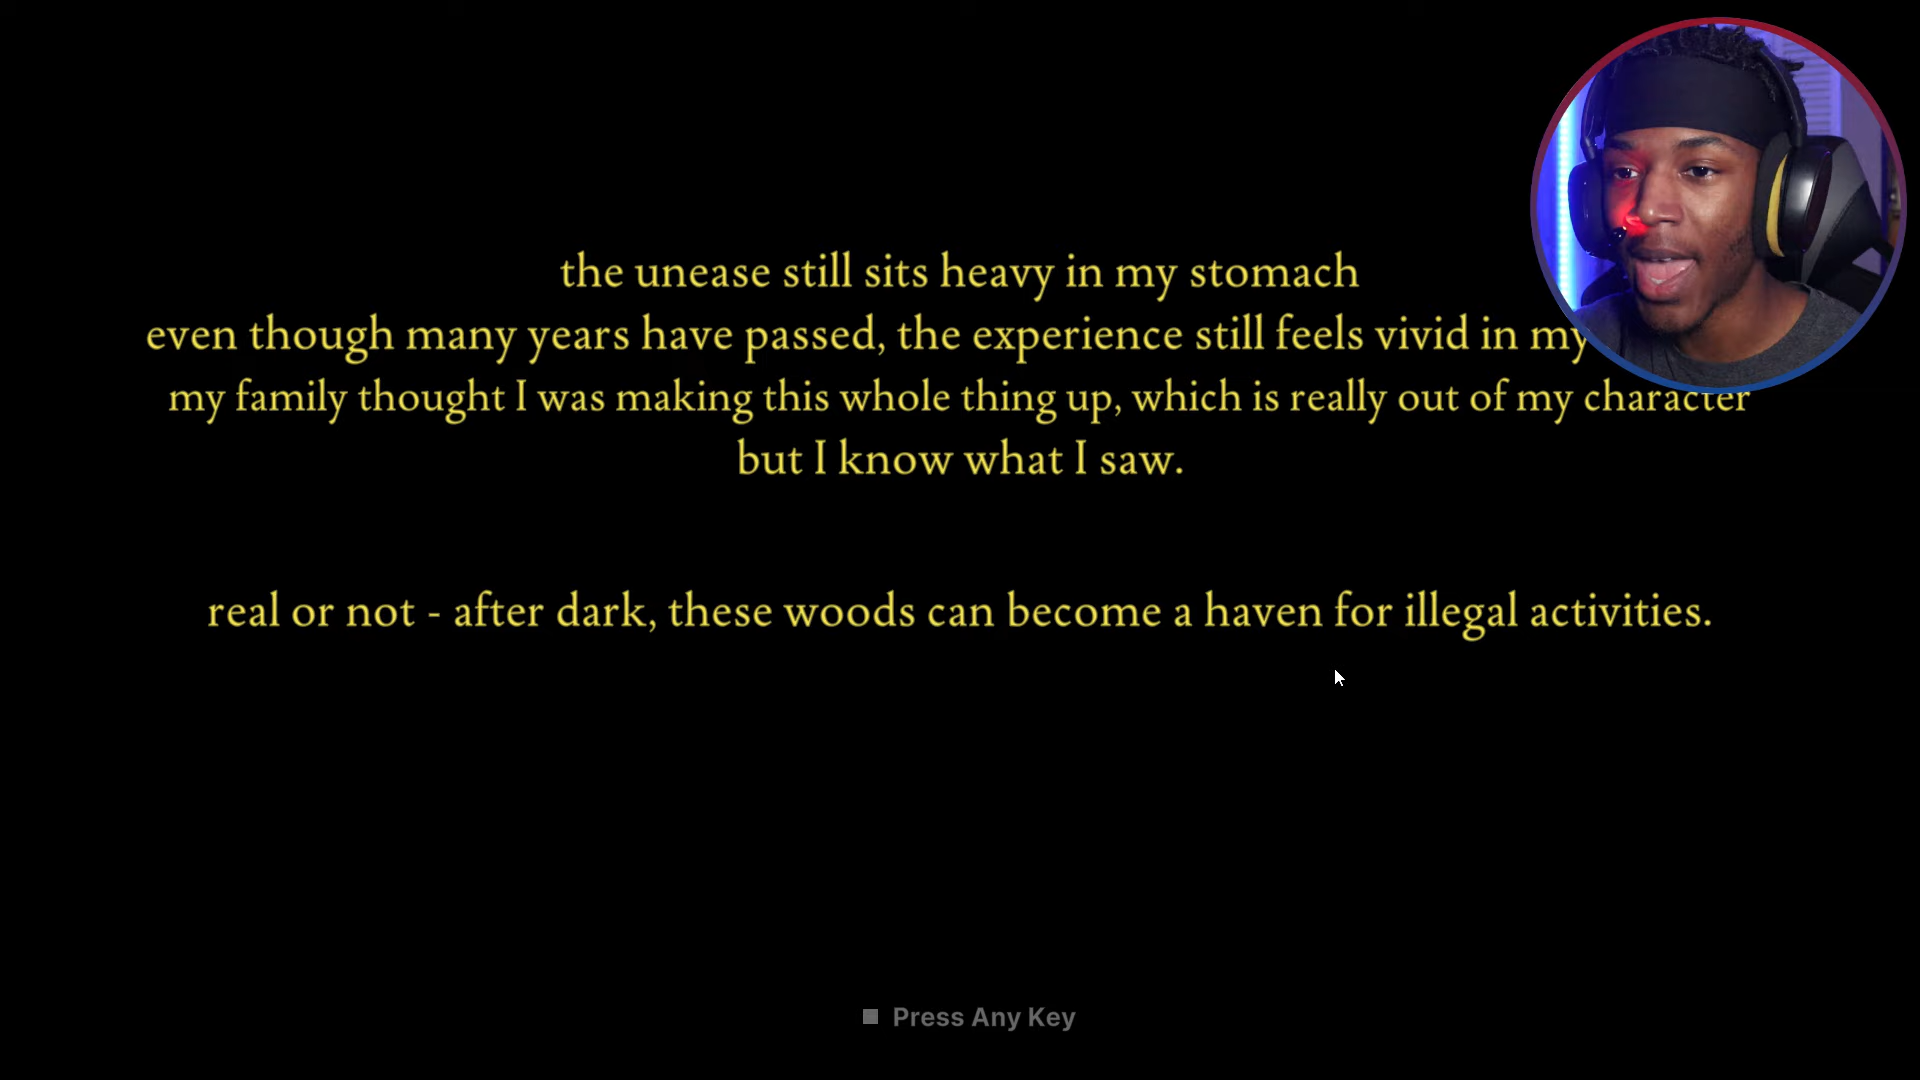 the unease still sits heavy in my stomach
even though many years have passed, the experience still feels vivid in my
my family thought I was making this whole thing up, which is really out of my character
but I know what I saw.
real or not - after dark, these woods can become a haven for illegal activities.
Press Any Key